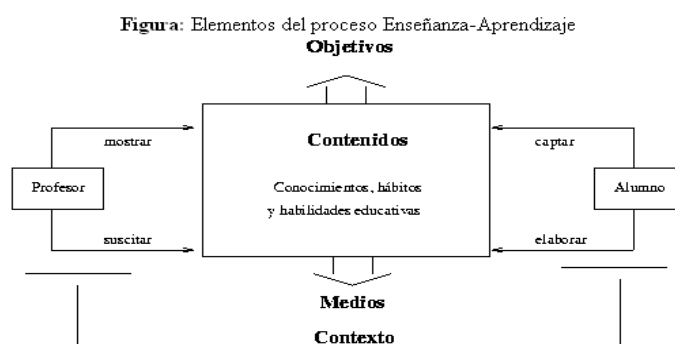 Figura: Elementos del proceso Enseñanza-Aprendizaje
Objetivos
Contenidos
mostrar
captar
Profesor
Conocimientos, hábitos
y habilidades educativas
Alumno
suscitar
elaborar
Medios
Contexto